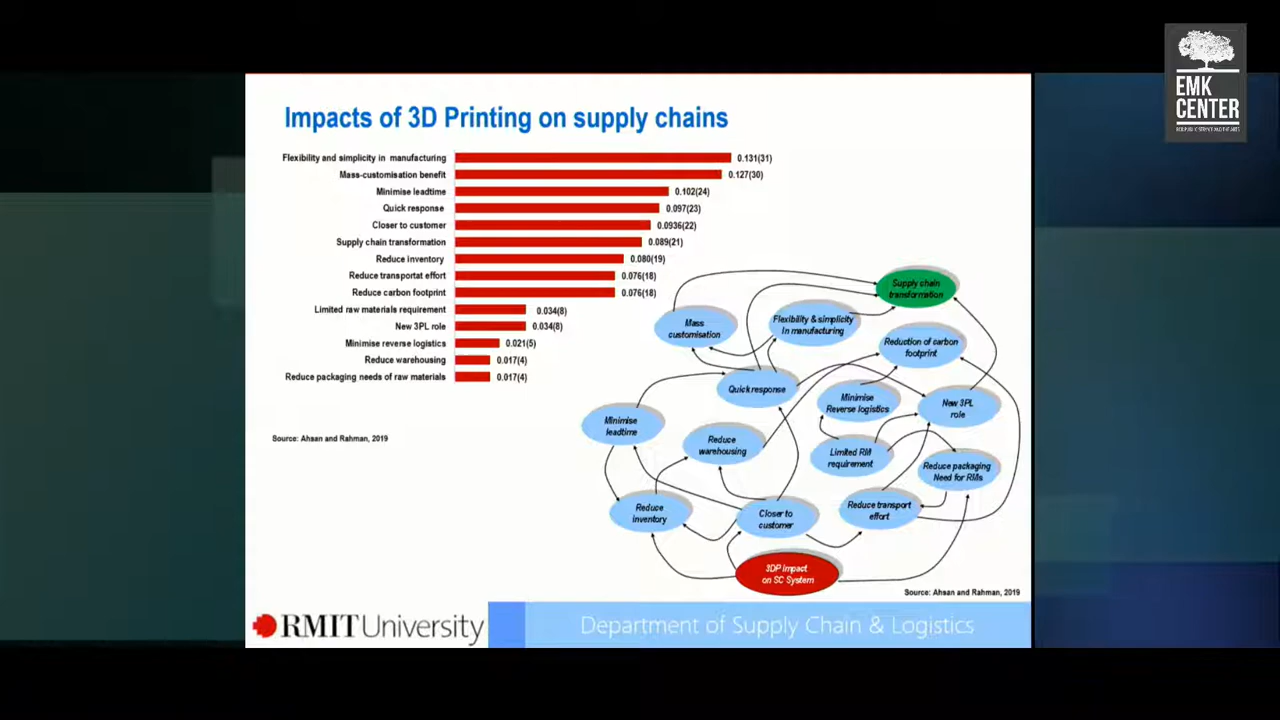 EMK
CENTER
Impacts of 3D Printing on supply chains
Flexibility and simplicity in manufacturing 0.131(31)
Mass-customisation benefit 0.127(30)
Minimise leadtime 0.102(24)
Quick response 0.097(23)
Closer to customer 0.0936(22)
Supply chain transformation 0.089(21)
Reduce inventory 0.080(19)
Reduce transportat effort 0.076(18)
Reduce carbon footprint 0.076(18)
Limited raw materials requirement 0.034(8)
New 3PL role 0.034(8)
Minimise reverse logistics 0.021(5)
Reduce warehousing 0.017(4)
Reduce packaging needs of raw materials 0.017(4)
Source: Ahsan and Rahman, 2019
Supply chain
transformation
Mass
customisation
Flexibility & simplicity
In manufacturing
Reduction of carbon
footprint
Quick response
Minimise
Reverse logistics
New 3PL
role
Minimise
leadtime
Reduce
warehousing
Limited RM
requirement
Reduce packaging
Need for RMs
Reduce
inventory
Closer to
customer
Reduce transport
effort
3DP Impact
on SC System
Source: Ahsan and Rahman, 2019
RMIT University
Department of Supply Chain & Logistics